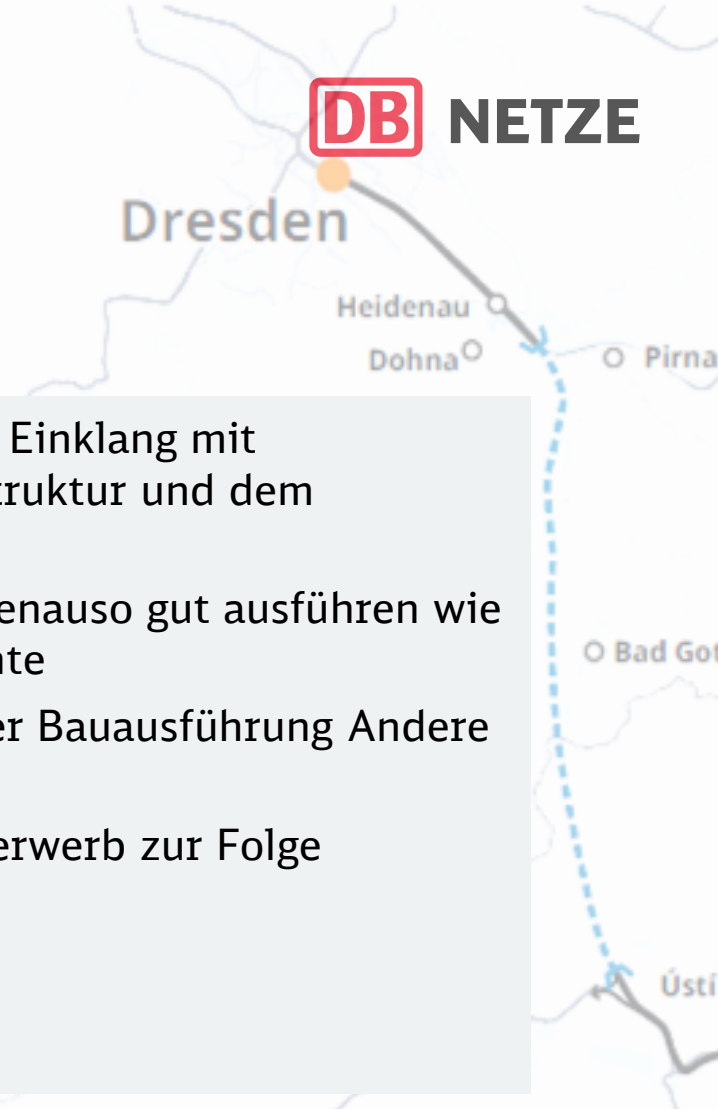 DB NETZE
Dresden
Heidenau
Dohna
Pirna
Einklang mit
truktur und dem
enauso gut ausführen wie
nte
er Bauausführung Andere
erwerb zur Folge
Bad Got
Ústí